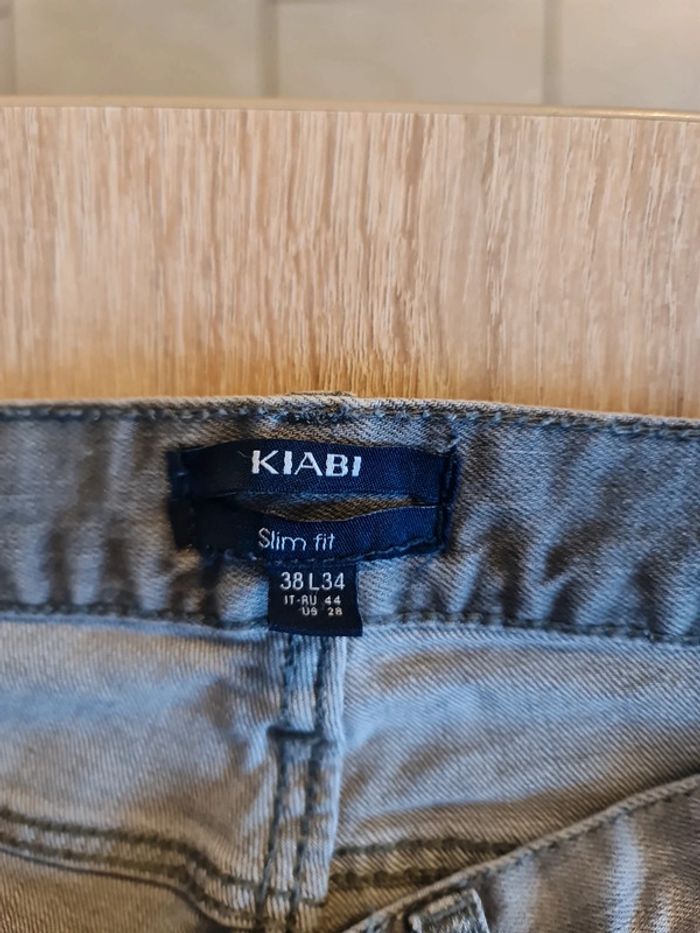 KIABI
Slim fit
38 L34
IT-RU 44
US 28